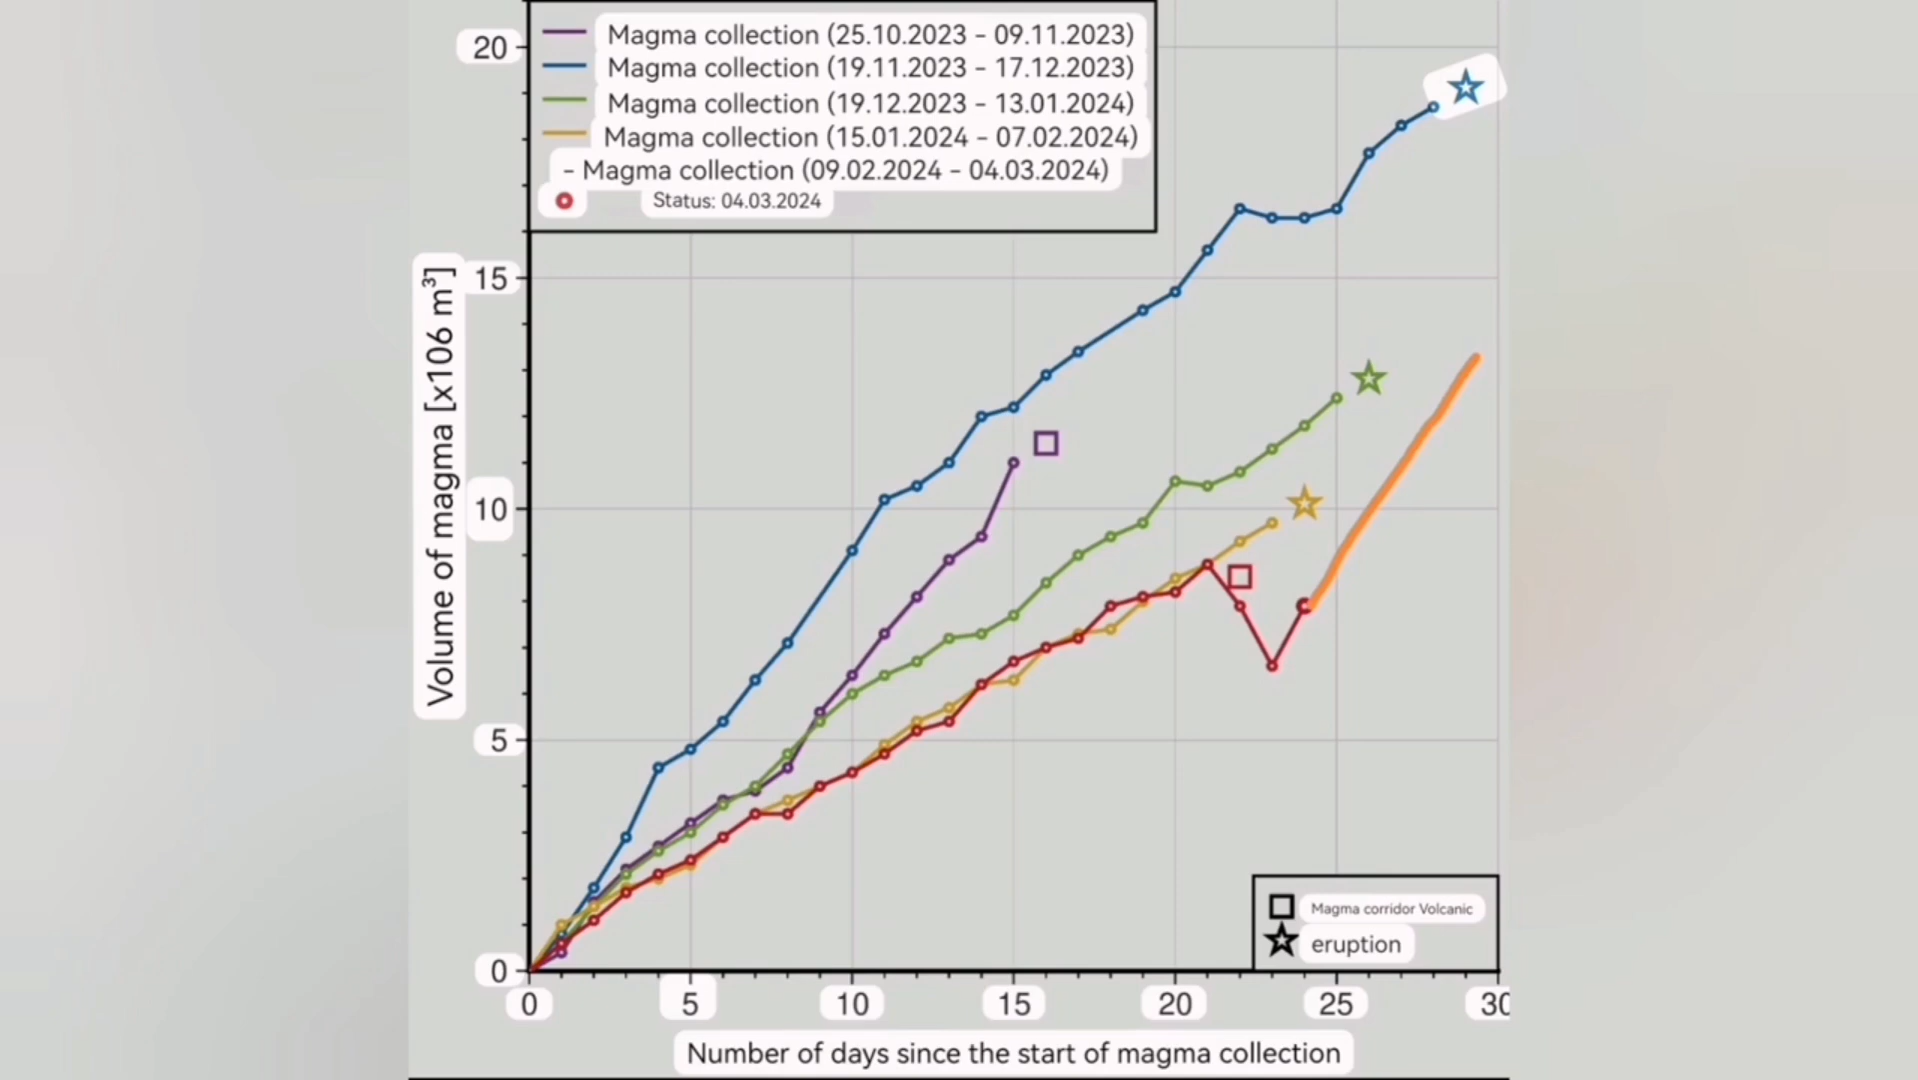 Magma collection (25.10.2023 - 09.11.2023)
Magma collection (19.11.2023 - 17.12.2023)
Magma collection (19.12.2023 - 13.01.2024)
Magma collection (15.01.2024 - 07.02.2024)
- Magma collection (09.02.2024 - 04.03.2024)
Status: 04.03.2024
20
15
10
5
0
Volume of magma [x106 m³]
Magma corridor Volcanic
eruption
0 5 10 15 20 25 30
Number of days since the start of magma collection